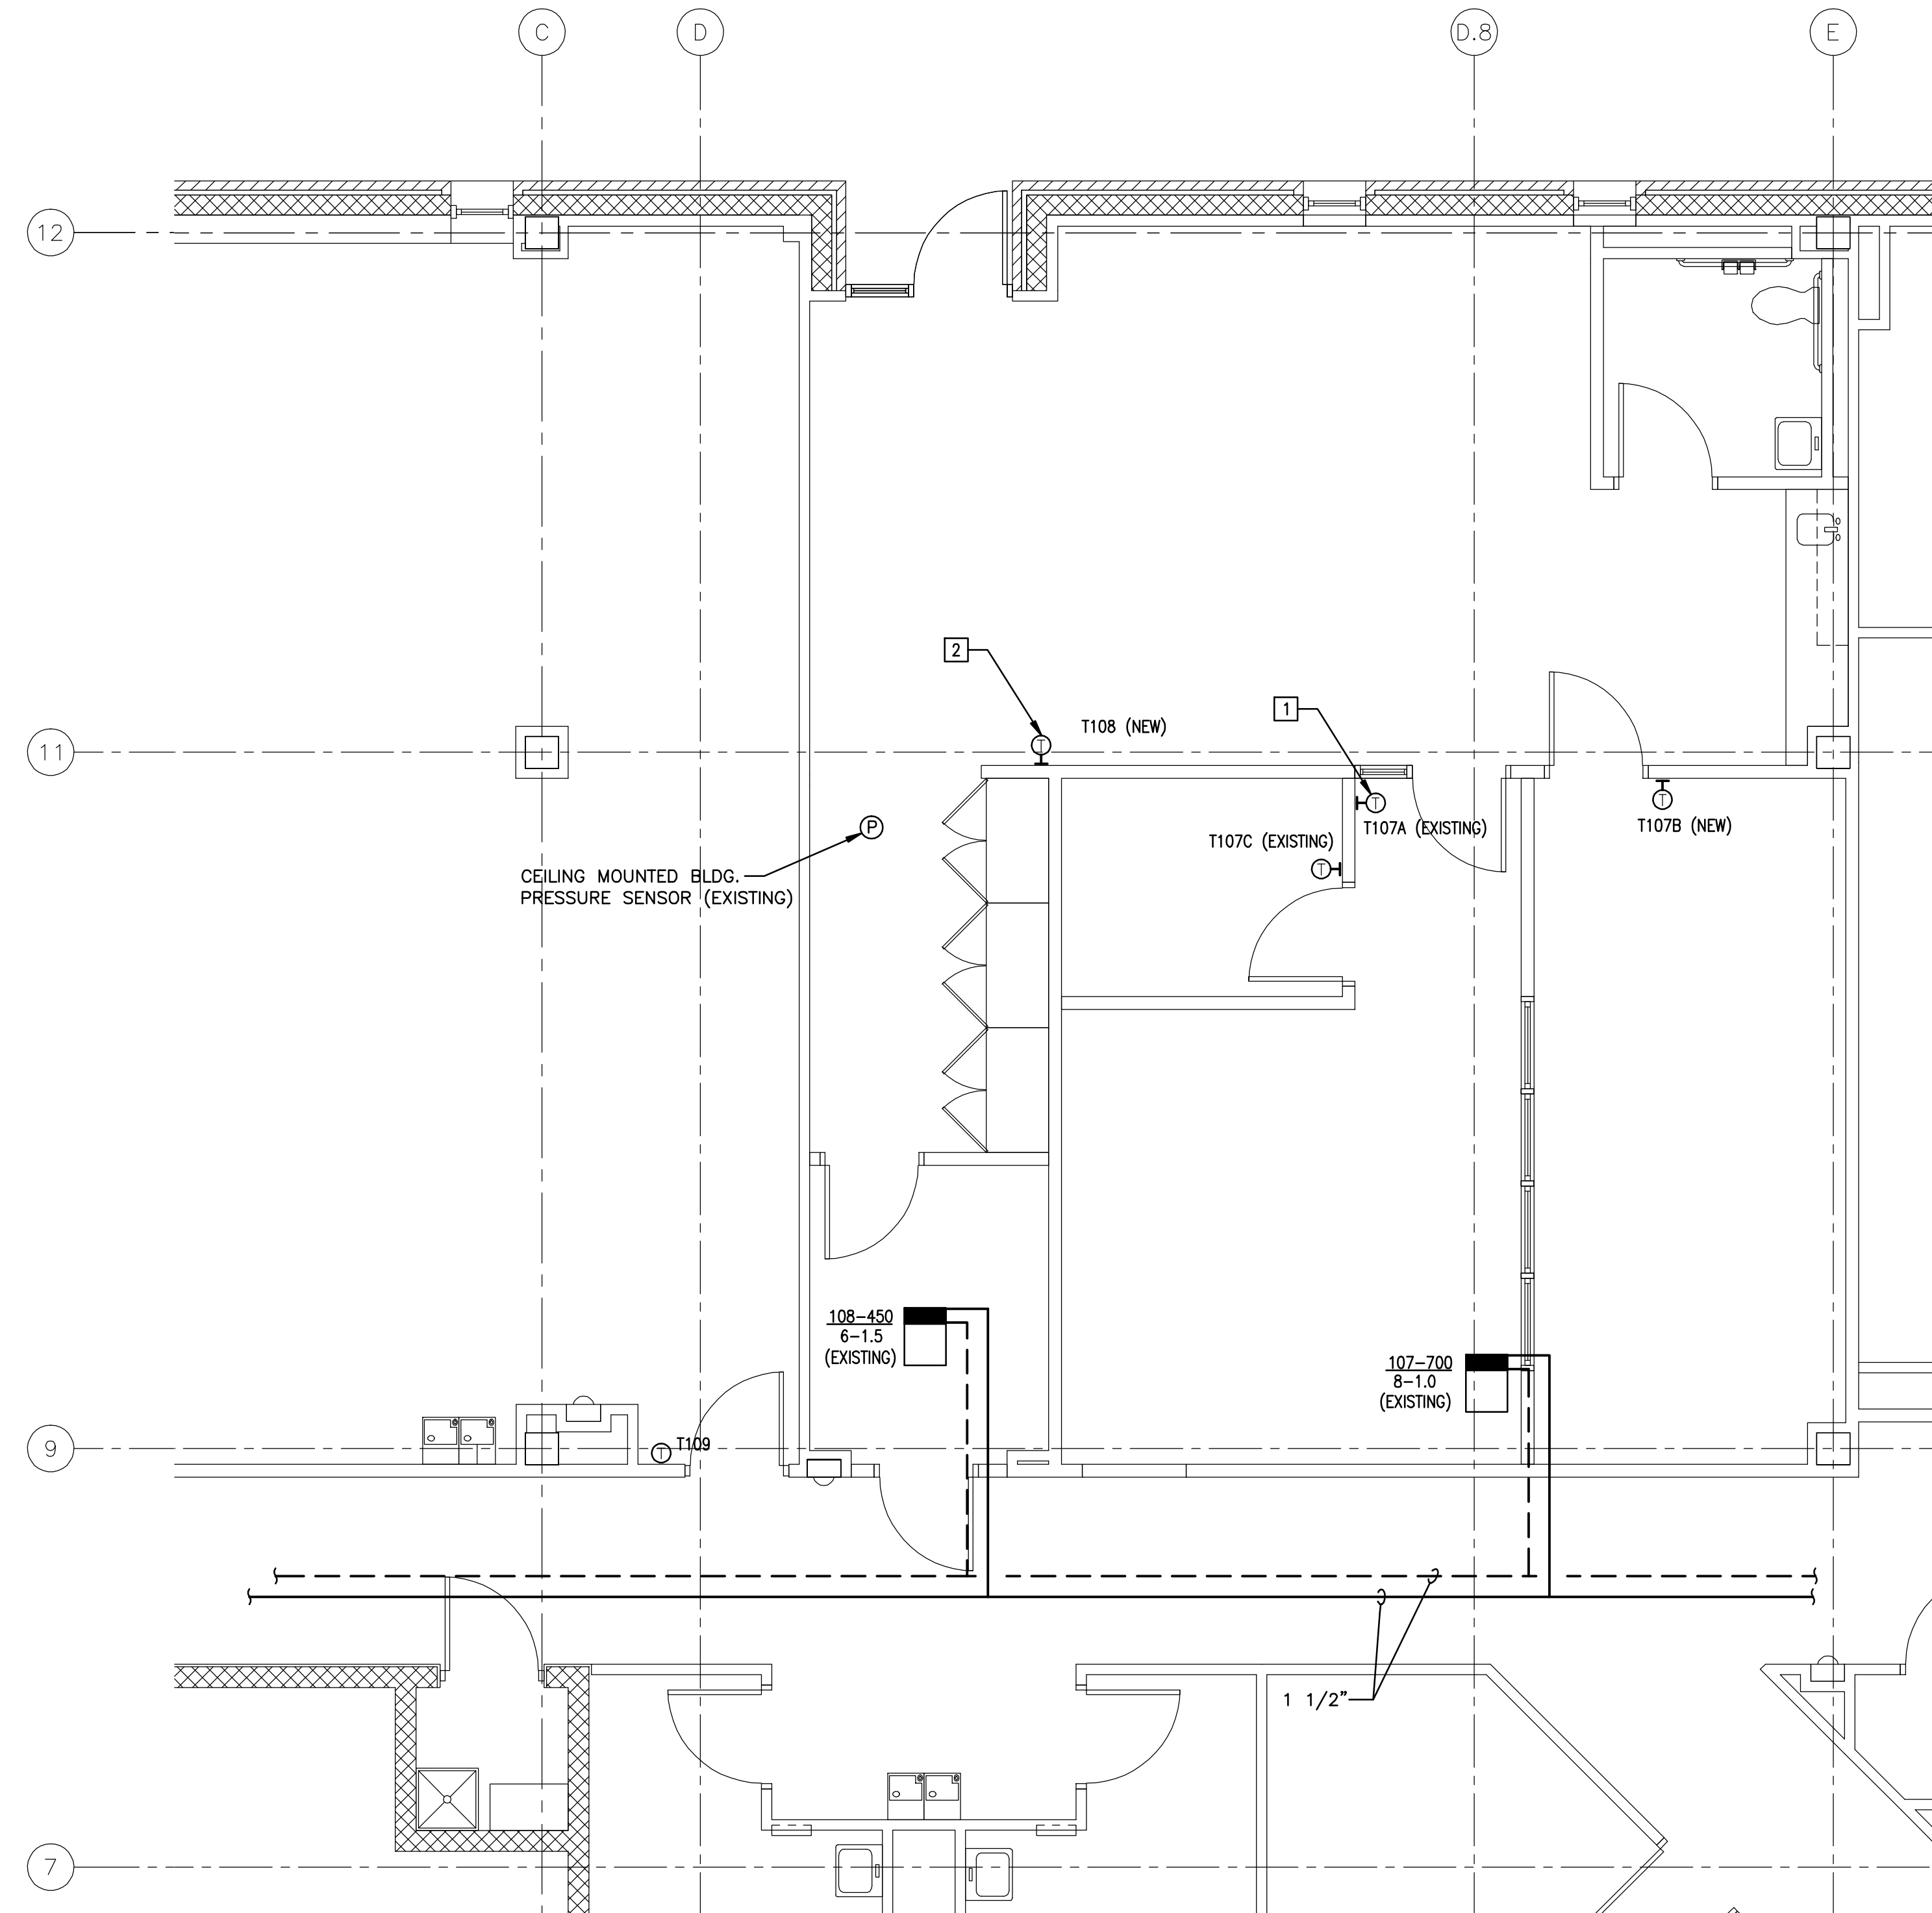 C
D
D.8
E
12
2
T108 (NEW)
1
11
T
T
T
T107A (EXISTING)
T107B (NEW)
P
T107C (EXISTING)
T
CEILING MOUNTED BLDG.
PRESSURE SENSOR (EXISTING)
108-450
6-1.5
(EXISTING)
107-700
8-1.0
(EXISTING)
9
T
T109
1 1/2"
7